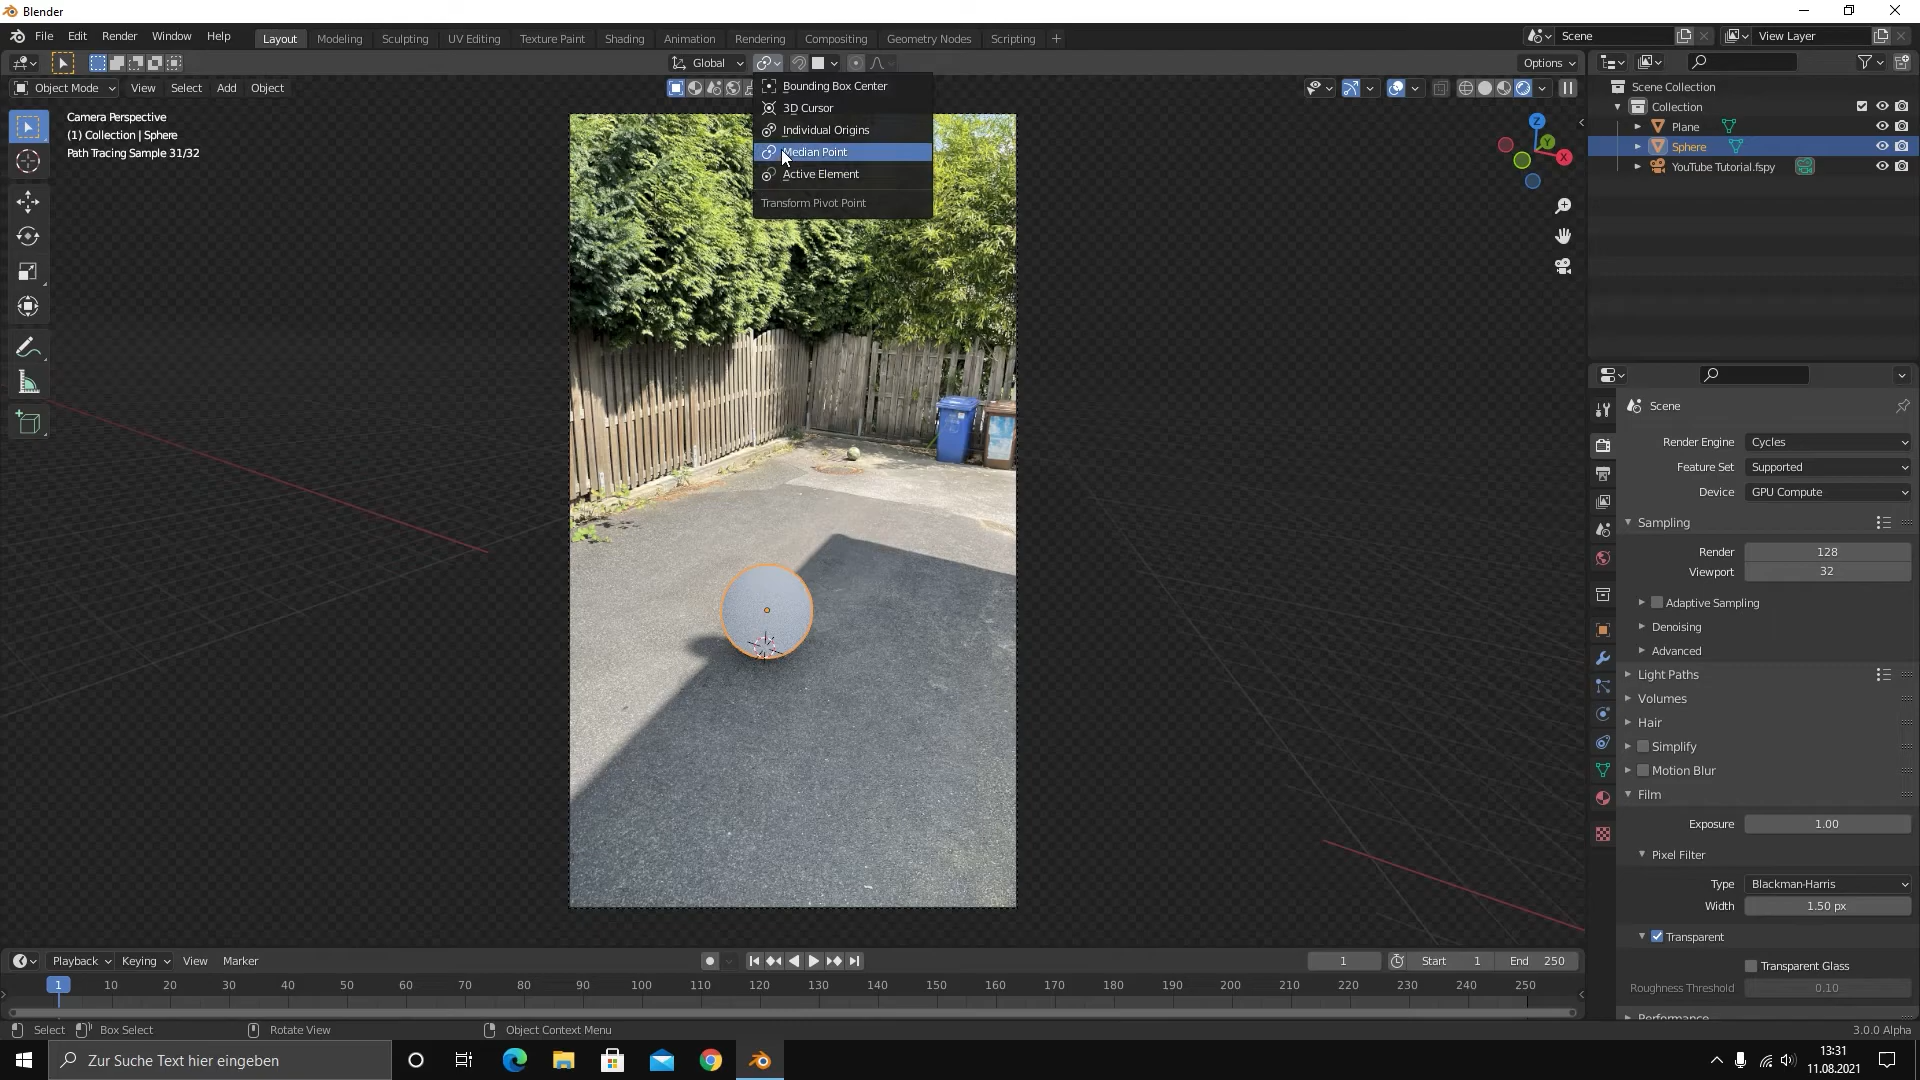 Blender
File Edit Render Window Help
Layout Modeling Sculpting UV Editing Texture Paint Shading Animation Rendering Compositing Geometry Nodes Scripting +
Scene
View Layer
Global
Options
Object Mode View Select Add Object
Bounding Box Center
3D Cursor
Individual Origins
Median Point
Active Element
Transform Pivot Point
Camera Perspective
(1) Collection | Sphere
Path Tracing Sample 31/32
Z
Y
X
Scene Collection
Collection
Plane
Sphere
YouTube Tutorial.fspy
Scene
Render Engine Cycles
Feature Set Supported
Device GPU Compute
Sampling
Render 128
Viewport 32
Adaptive Sampling
Denoising
Advanced
Light Paths
Volumes
Hair
Simplify
Motion Blur
Film
Exposure 1.00
Pixel Filter
Type Blackman-Harris
Width 1.50 px
Transparent
Transparent Glass
Roughness Threshold 0.10
Performance
Playback Keying View Marker
1 Start 1 End 250
1 10 20 30 40 50 60 70 80 90 100 110 120 130 140 150 160 170 180 190 200 210 220 230 240 250
Select Box Select Rotate View Object Context Menu
3.0.0 Alpha
Zur Suche Text hier eingeben
13:31
11.08.2021